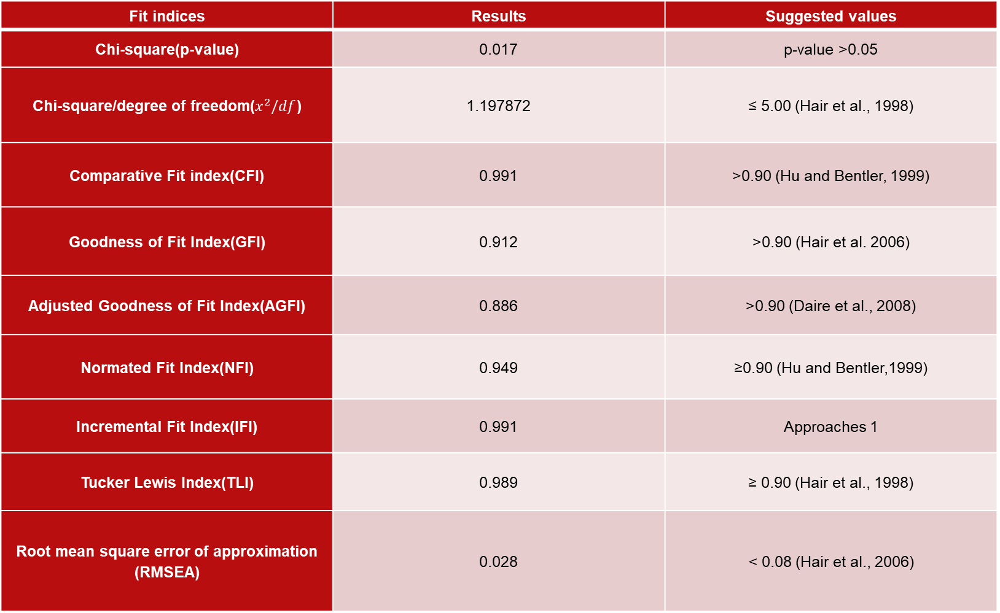 Fit indices Results Suggested values
Chi-square(p-value) 0.017 p-value >0.05
Chi-square/degree of freedom(𝑥²/𝑑𝑓) 1.197872 ≤ 5.00 (Hair et al., 1998)
Comparative Fit index(CFI) 0.991 >0.90 (Hu and Bentler, 1999)
Goodness of Fit Index(GFI) 0.912 >0.90 (Hair et al. 2006)
Adjusted Goodness of Fit Index(AGFI) 0.886 >0.90 (Daire et al., 2008)
Normated Fit Index(NFI) 0.949 ≥0.90 (Hu and Bentler,1999)
Incremental Fit Index(IFI) 0.991 Approaches 1
Tucker Lewis Index(TLI) 0.989 ≥ 0.90 (Hair et al., 1998)
Root mean square error of approximation
(RMSEA) 0.028 < 0.08 (Hair et al., 2006)